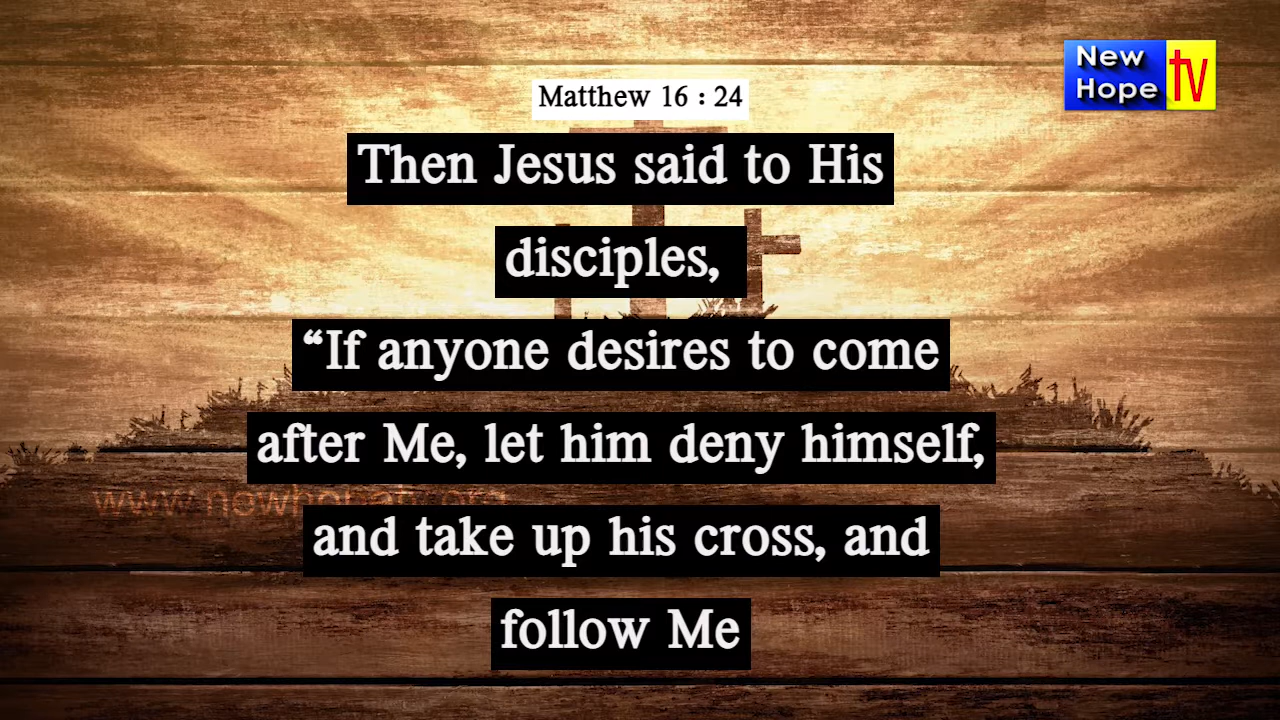 New
Hope
tv
Matthew 16 : 24
Then Jesus said to His
disciples,
“If anyone desires to come
after Me, let him deny himself,
and take up his cross, and
follow Me